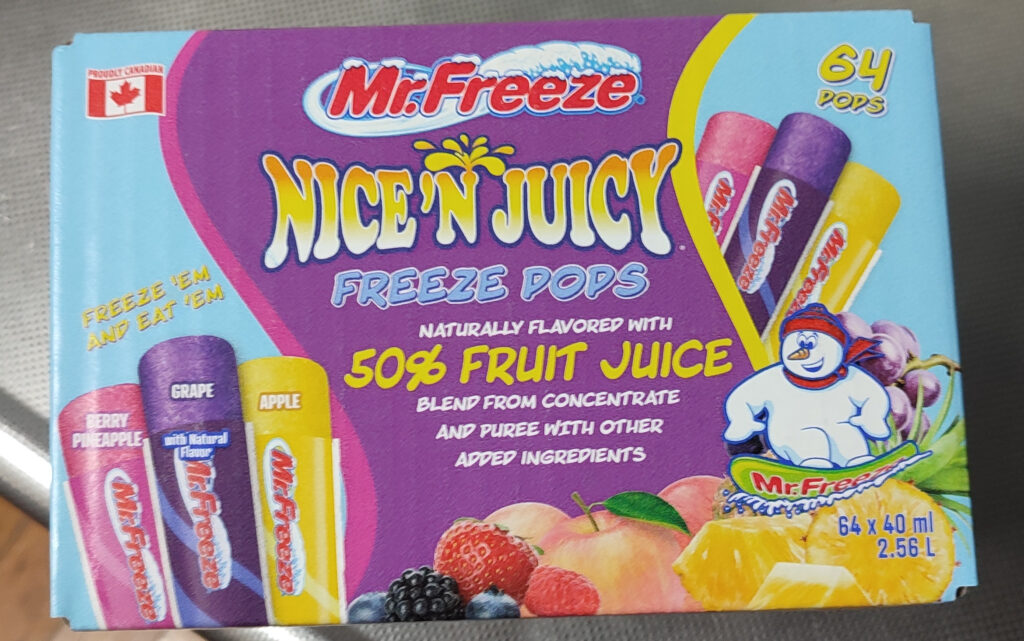 PROUDLY CANADIAN
Mr.Freeze
64
POPS
NICE 'N JUICY
FREEZE POPS
FREEZE 'EM
AND EAT 'EM
NATURALLY FLAVORED WITH
50% FRUIT JUICE
BLEND FROM CONCENTRATE
AND PUREE WITH OTHER
ADDED INGREDIENTS
BERRY
PINEAPPLE
Mr.Freeze
GRAPE
with Natural
Flavor
Mr.Freeze
APPLE
Mr.Freeze
Mr.Freeze
Mr.Freeze
Mr.Freeze
Mr.Freeze
64 x 40 ml
2.56 L